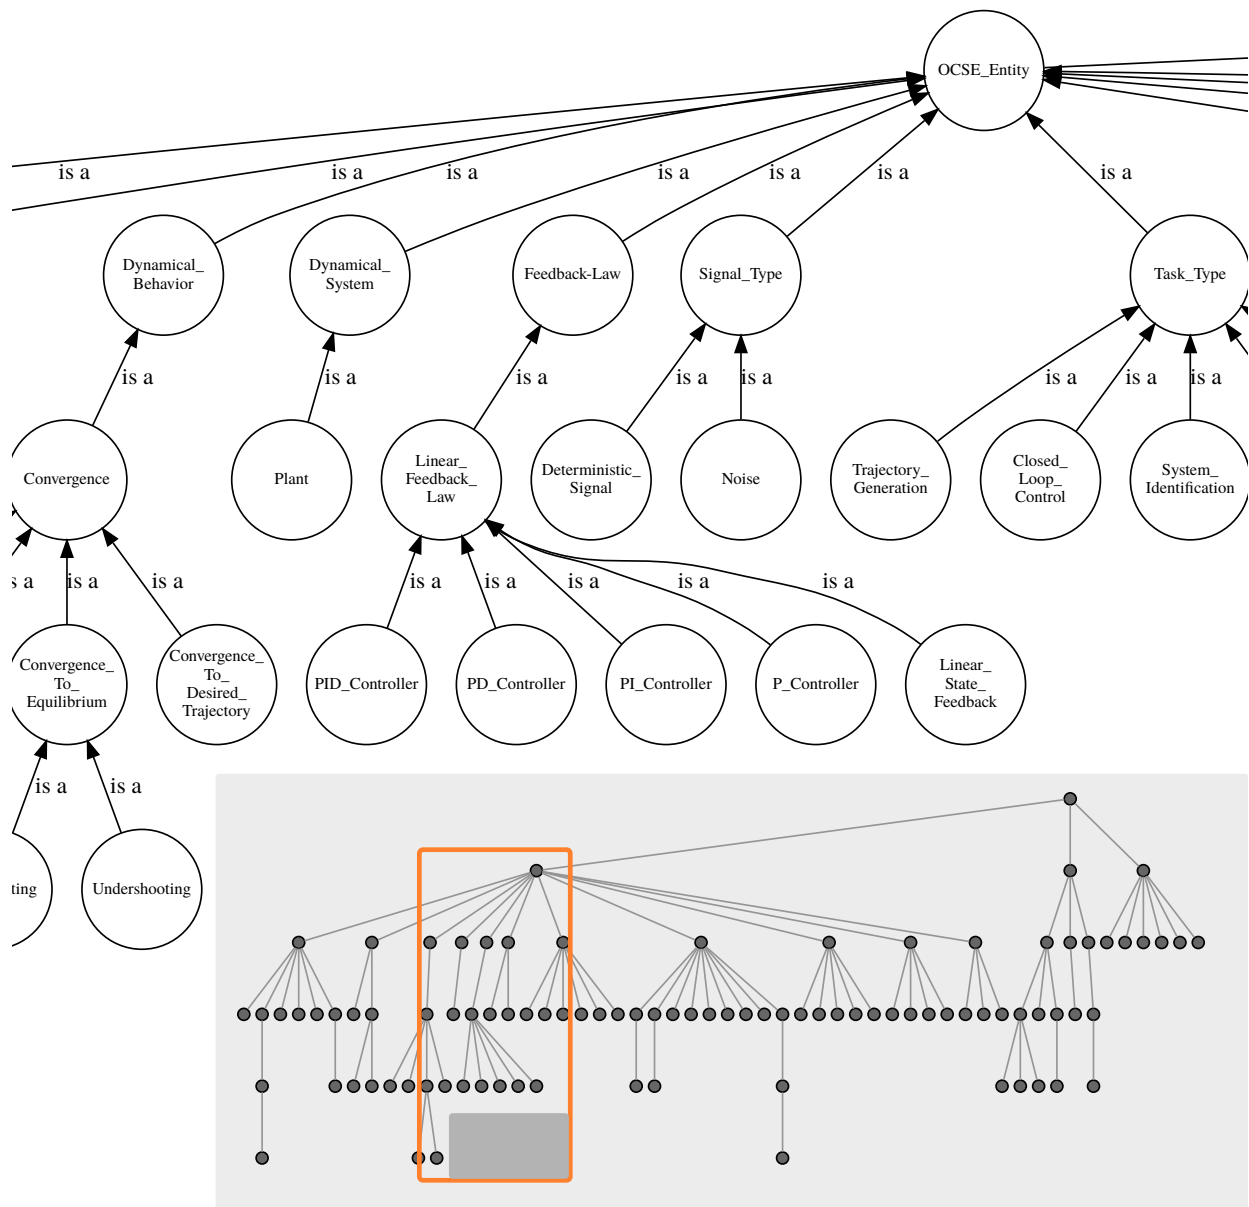 OCSE_Entity
is a
is a
is a
is a
is a
is a
is a
Dynamical_
Behavior
Dynamical_
System
Feedback-Law
Signal_Type
Task_Type
is a
is a
is a
is a
is a
is a
is a
is a
Convergence
Plant
Linear_
Feedback_
Law
Deterministic_
Signal
Noise
Trajectory_
Generation
Closed_
Loop_
Control
System_
Identification
s a
is a
is a
is a
is a
is a
is a
is a
Convergence_
To_
Equilibrium
Convergence_
To_
Desired_
Trajectory
PID_Controller
PD_Controller
PI_Controller
P_Controller
Linear_
State_
Feedback
is a
is a
ting
Undershooting